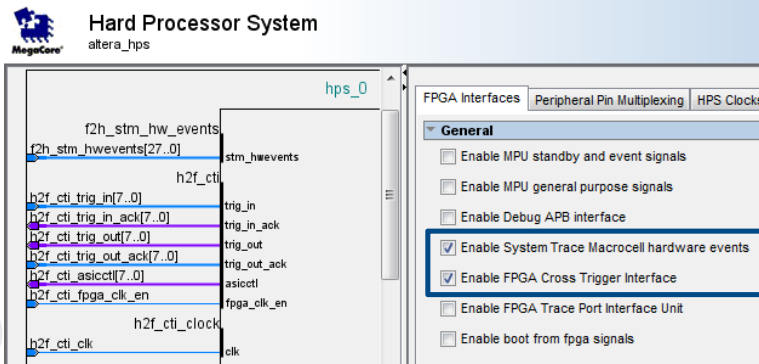 Hard Processor System
MegaCore®
altera_hps
hps_0
f2h_stm_hw_events
f2h_stm_hwevents[27..0]
stm_hwevents
h2f_cti
h2f_cti_trig_in[7..0]
trig_in
h2f_cti_trig_in_ack[7..0]
trig_in_ack
h2f_cti_trig_out[7..0]
trig_out
h2f_cti_trig_out_ack[7..0]
trig_out_ack
h2f_cti_asicctl[7..0]
asicctl
h2f_cti_fpga_clk_en
fpga_clk_en
h2f_cti_clock
h2f_cti_clk
clk
FPGA Interfaces
Peripheral Pin Multiplexing
HPS Clocks
General
Enable MPU standby and event signals
Enable MPU general purpose signals
Enable Debug APB interface
Enable System Trace Macrocell hardware events
Enable FPGA Cross Trigger Interface
Enable FPGA Trace Port Interface Unit
Enable boot from fpga signals